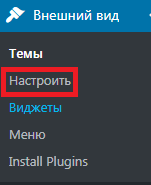 Внешний вид
Темы
Настроить
Виджеты
Меню
Install Plugins